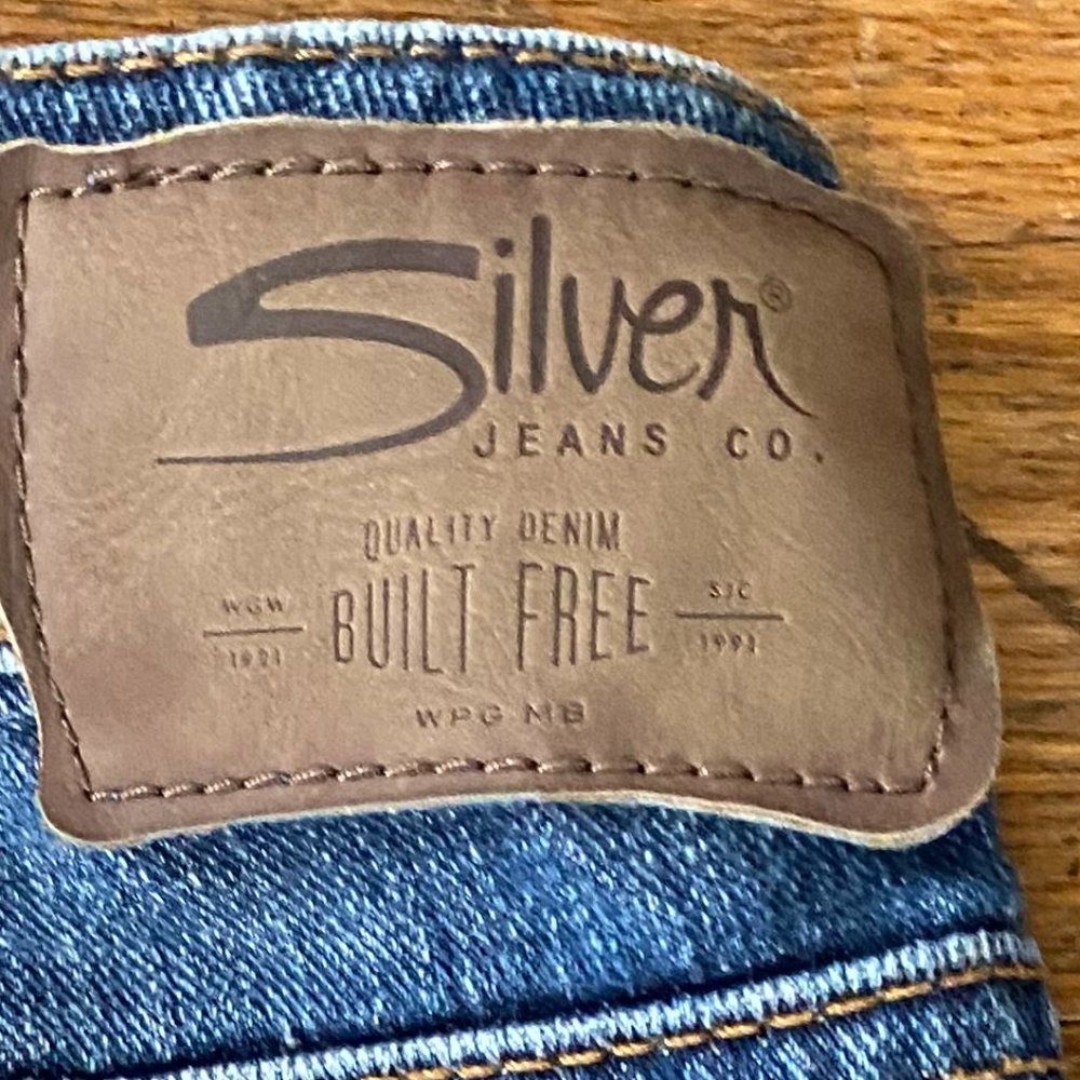 Silver®
JEANS CO.
QUALITY DENIM
BUILT FREE
WGW
1921
SJC
1991
WPG MB